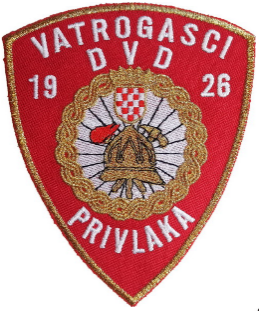 VATROGASCI
DVD
19 26
PRIVLAKA